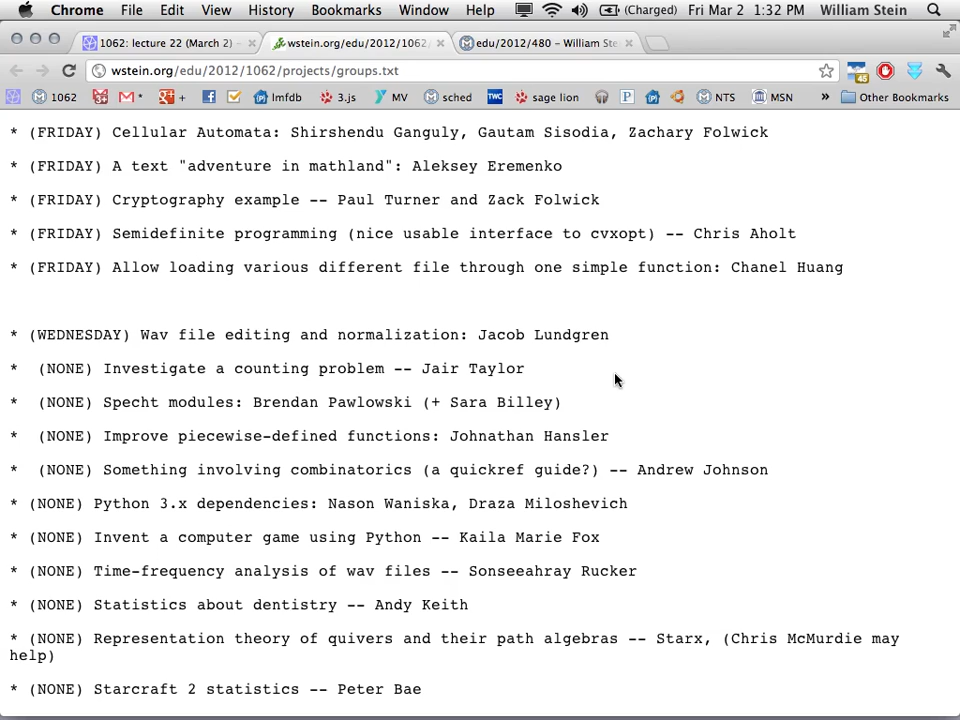 Chrome File Edit View History Bookmarks Window Help (Charged) Fri Mar 2 1:32 PM William Stein
1062: lecture 22 (March 2) - wstein.org/edu/2012/1062/ edu/2012/480 - William Ste
wstein.org/edu/2012/1062/projects/groups.txt 45
1062 M g+ lmfdb 3.js MV sched TWC sage lion P NTS MSN » Other Bookmarks
* (FRIDAY) Cellular Automata: Shirshendu Ganguly, Gautam Sisodia, Zachary Folwick
* (FRIDAY) A text "adventure in mathland": Aleksey Eremenko
* (FRIDAY) Cryptography example -- Paul Turner and Zack Folwick
* (FRIDAY) Semidefinite programming (nice usable interface to cvxopt) -- Chris Aholt
* (FRIDAY) Allow loading various different file through one simple function: Chanel Huang
* (WEDNESDAY) Wav file editing and normalization: Jacob Lundgren
* (NONE) Investigate a counting problem -- Jair Taylor
* (NONE) Specht modules: Brendan Pawlowski (+ Sara Billey)
* (NONE) Improve piecewise-defined functions: Johnathan Hansler
* (NONE) Something involving combinatorics (a quickref guide?) -- Andrew Johnson
* (NONE) Python 3.x dependencies: Nason Waniska, Draza Miloshevich
* (NONE) Invent a computer game using Python -- Kaila Marie Fox
* (NONE) Time-frequency analysis of wav files -- Sonseeahray Rucker
* (NONE) Statistics about dentistry -- Andy Keith
* (NONE) Representation theory of quivers and their path algebras -- Starx, (Chris McMurdie may
help)
* (NONE) Starcraft 2 statistics -- Peter Bae